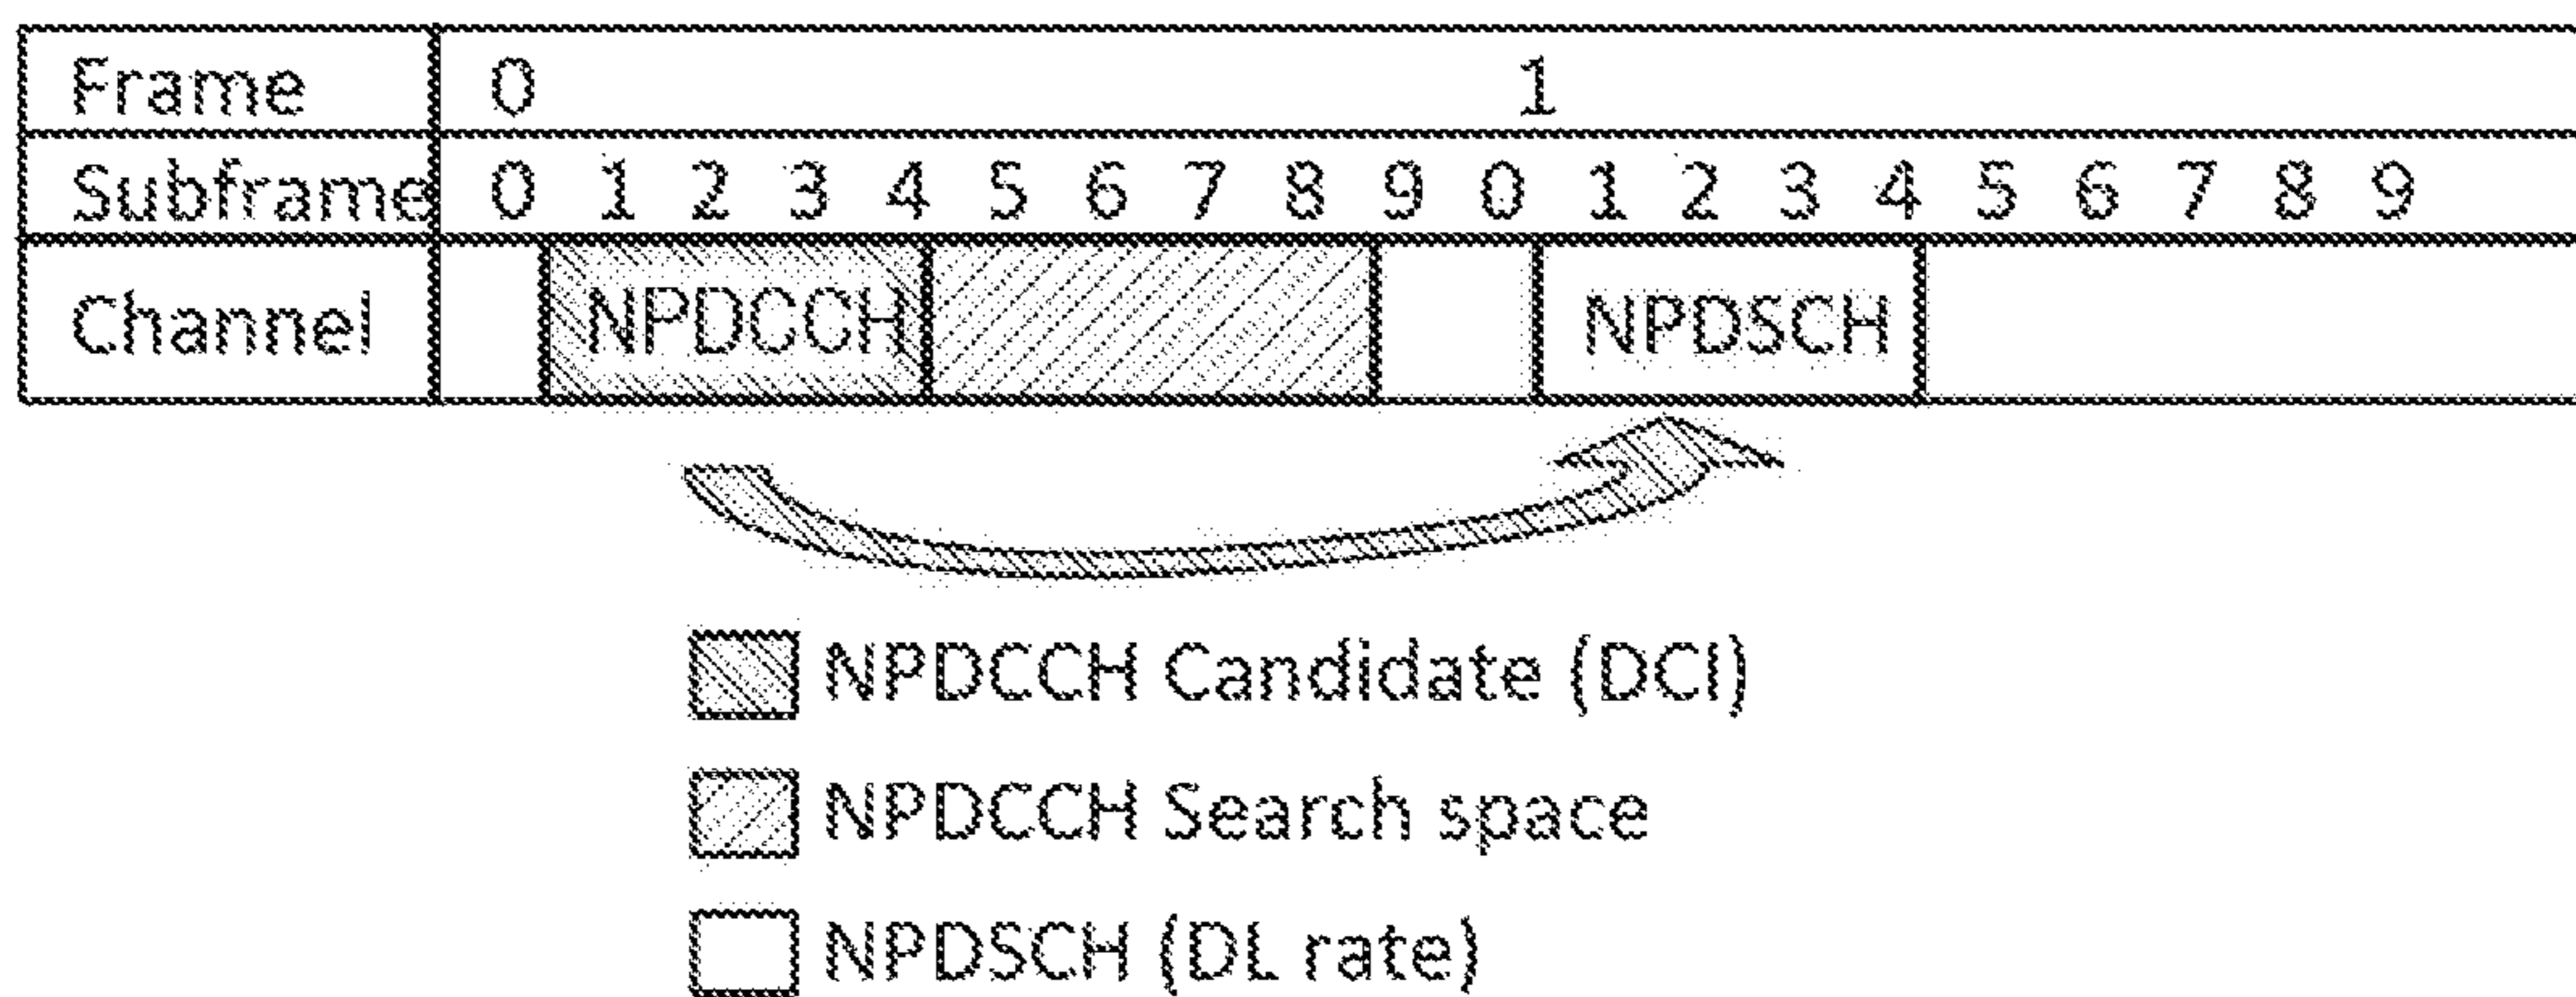 Frame 0 1
Subframe 0 1 2 3 4 5 6 7 8 9 0 1 2 3 4 5 6 7 8 9
Channel NPDCCH NPDSCH
NPDCCH Candidate (DCI)
NPDCCH Search space
NPDSCH (DL rate)